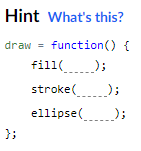 Hint What's this?
draw = function() {
    fill(_____);
    stroke(_____);
    ellipse(_____);
};